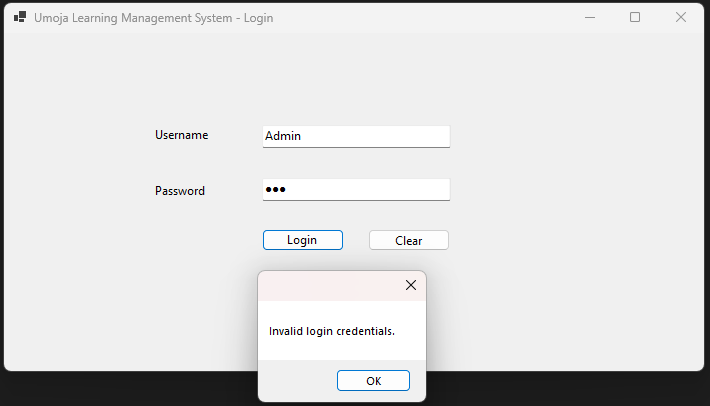 Umoja Learning Management System - Login
Username
Admin
Password
•••
Login
Clear
Invalid login credentials.
OK